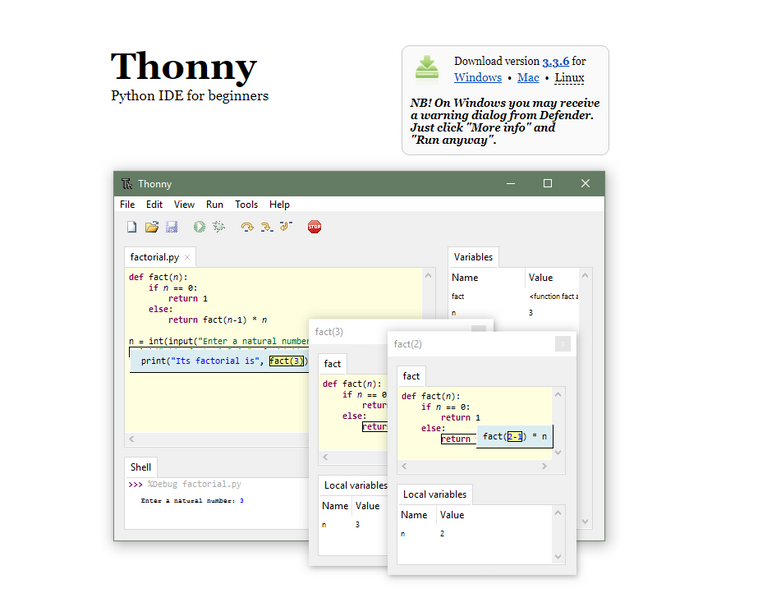 Thonny
Python IDE for beginners
Download version 3.3.6 for
Windows • Mac • Linux
NB! On Windows you may receive
a warning dialog from Defender.
Just click "More info" and
"Run anyway".
Thonny
File Edit View Run Tools Help
STOP
factorial.py
def fact(n):
    if n == 0:
        return 1
    else:
        return fact(n-1) * n
n = int(input("Enter a natural number
print("Its factorial is", fact(3))
Variables
Name Value
fact <function fact a
n 3
Shell
>>> %Debug factorial.py
Enter a natural number: 3
fact(3)
fact
def fact(n):
    if n == 0:
        retur
    else:
        retur
Local variables
Name Value
n 3
fact(2)
fact
def fact(n):
    if n == 0:
        return 1
    else:
        return fact(2-1) * n
Local variables
Name Value
n 2